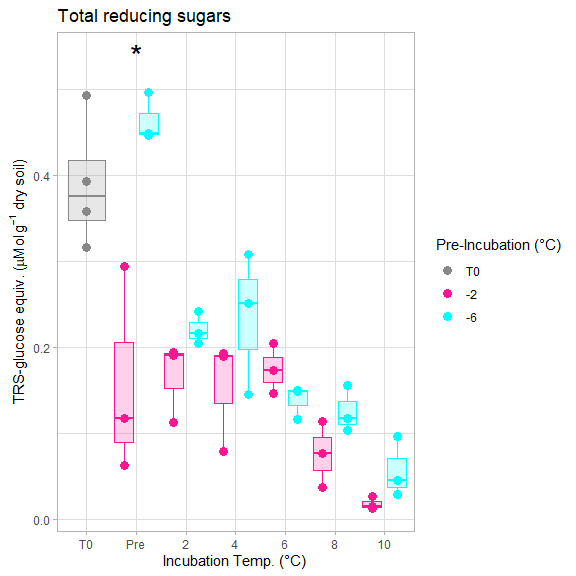 Total reducing sugars
*
TRS-glucose equiv. (μMol g⁻¹ dry soil)
0.4
0.2
0.0
T0 Pre 2 4 6 8 10
Incubation Temp. (°C)
Pre-Incubation (°C)
T0
-2
-6